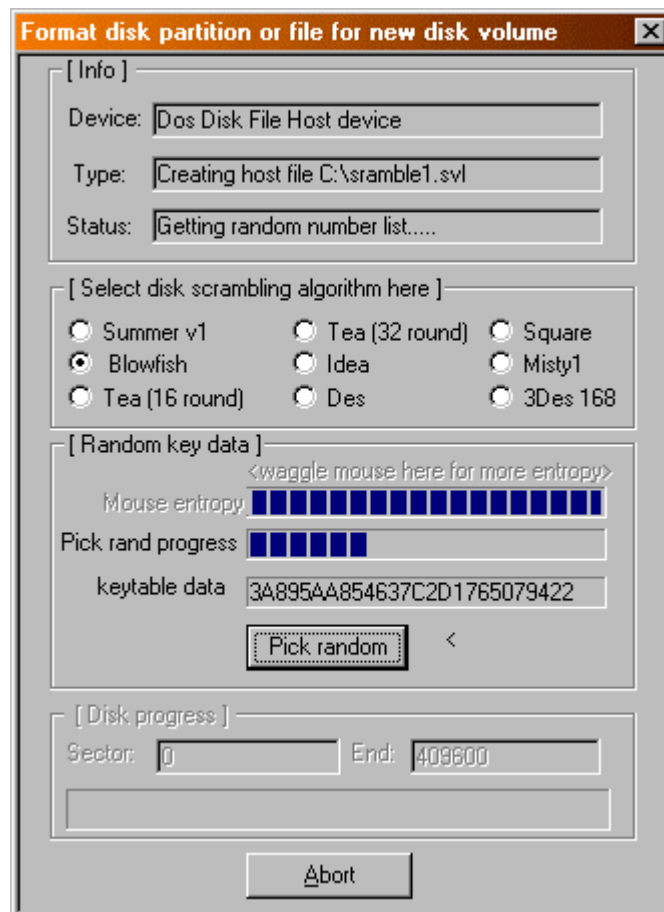 Format disk partition or file for new disk volume
[ Info ]
Device: Dos Disk File Host device
Type: Creating host file C:\sramble1.svl
Status: Getting random number list.....
[ Select disk scrambling algorithm here ]
Summer v1 Tea (32 round) Square
Blowfish Idea Misty1
Tea (16 round) Des 3Des 168
[ Random key data ]
<waggle mouse here for more entropy>
Mouse entropy
Pick rand progress
keytable data 3A895AA854637C2D1765079422
Pick random <
[ Disk progress ]
Sector: 0 End: 409600
Abort